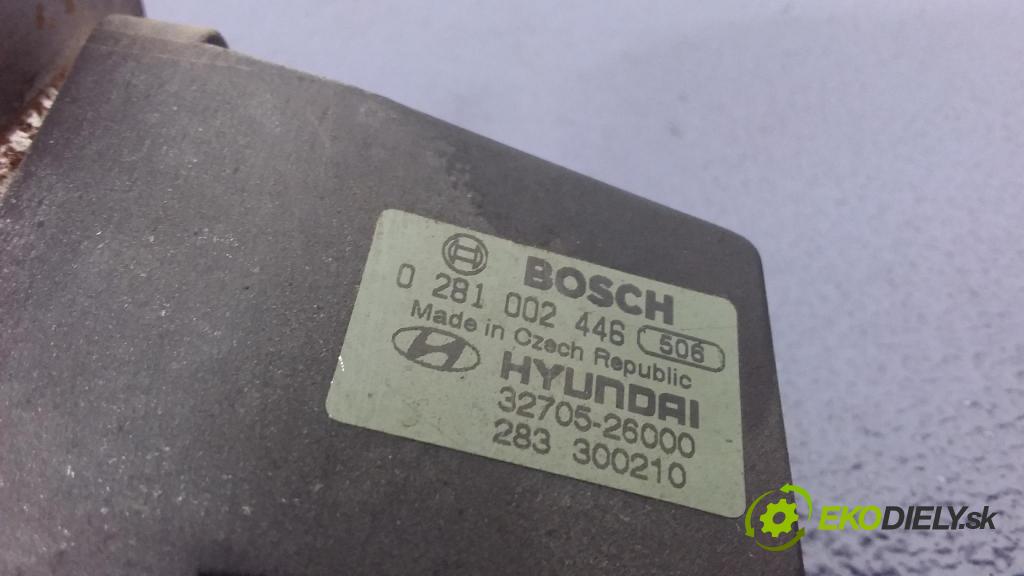 BOSCH
0 281 002 446 506
Made in Czech Republic
HYUNDAI
32705-26000
283 300210
EKODIELY.sk